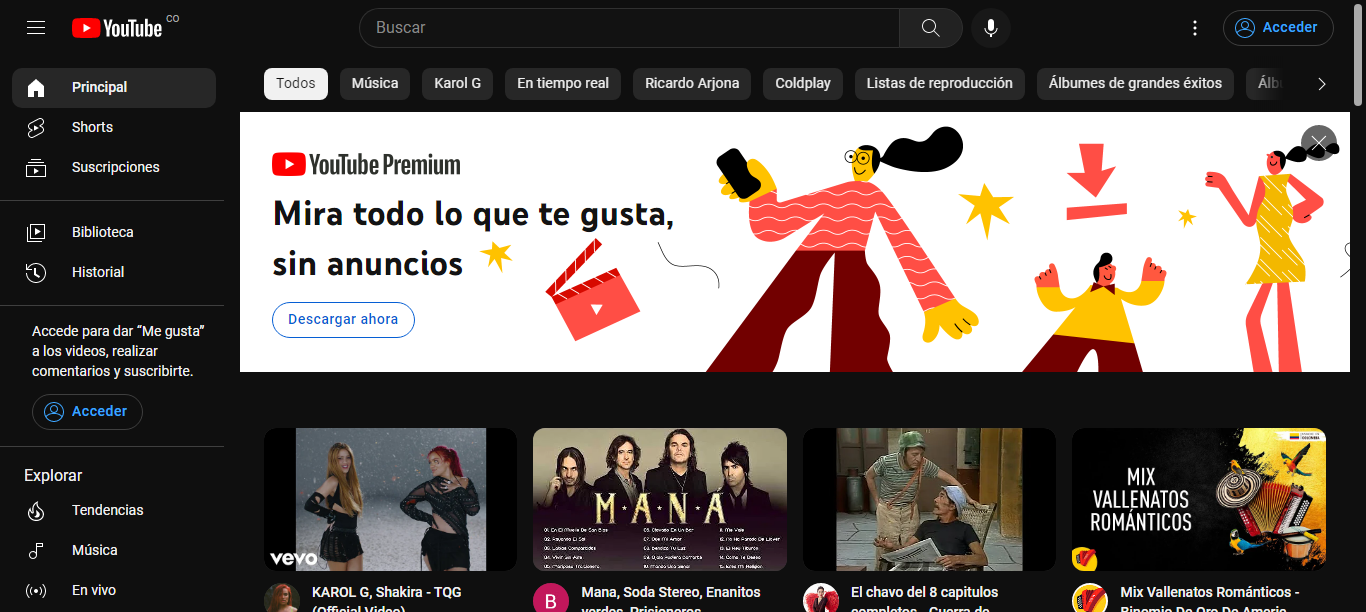 YouTube CO
Buscar
Acceder
Principal
Shorts
Suscripciones
Biblioteca
Historial
Accede para dar “Me gusta”
a los videos, realizar
comentarios y suscribirte.
Acceder
Explorar
Tendencias
Música
En vivo
Todos
Música
Karol G
En tiempo real
Ricardo Arjona
Coldplay
Listas de reproducción
Álbumes de grandes éxitos
YouTube Premium
Mira todo lo que te gusta,
sin anuncios
Descargar ahora
vevo
KAROL G, Shakira - TQG
(Official Video)
MANA
B
Mana, Soda Stereo, Enanitos
verdes, Prisioneros
El chavo del 8 capitulos
completos - Guerra de
MIX
VALLENATOS
ROMÁNTICOS
Mix Vallenatos Románticos -
Binomio De Oro De Americ